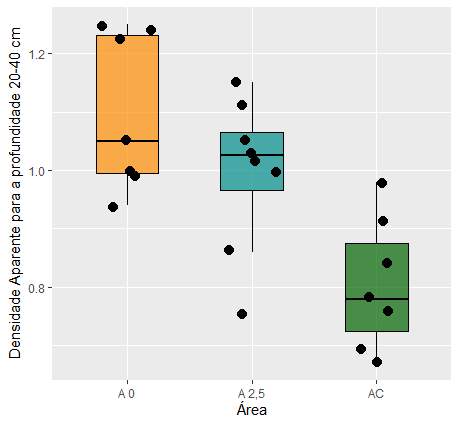 Densidade Aparente para a profundidade 20-40 cm
1.2
1.0
0.8
A 0
A 2,5
AC
Área